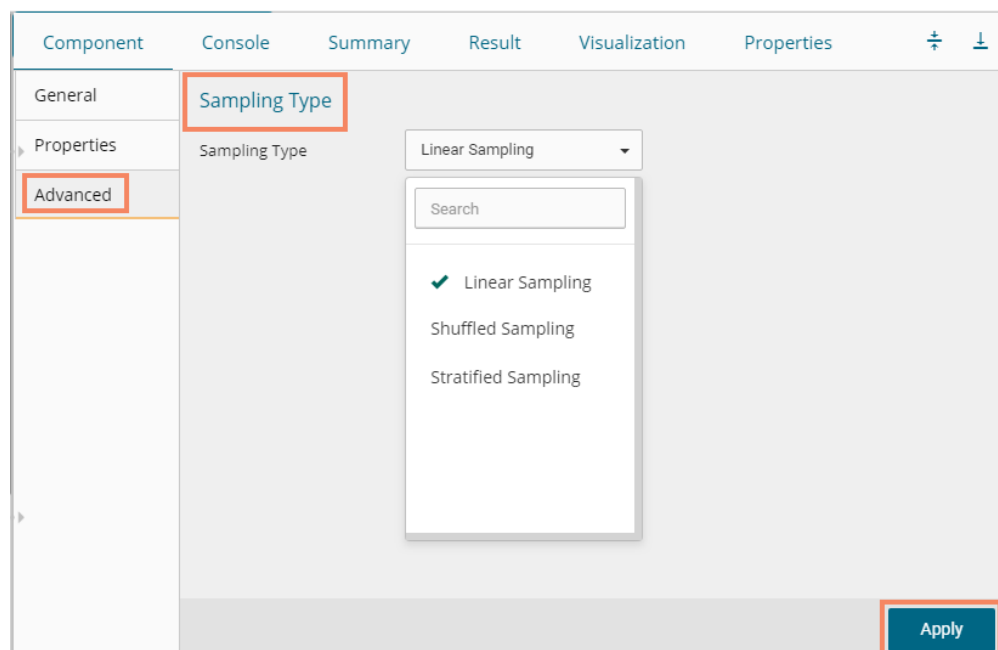 Component Console Summary Result Visualization Properties
General
Properties
Advanced
Sampling Type
Sampling Type Linear Sampling
Search
Linear Sampling
Shuffled Sampling
Stratified Sampling
Apply